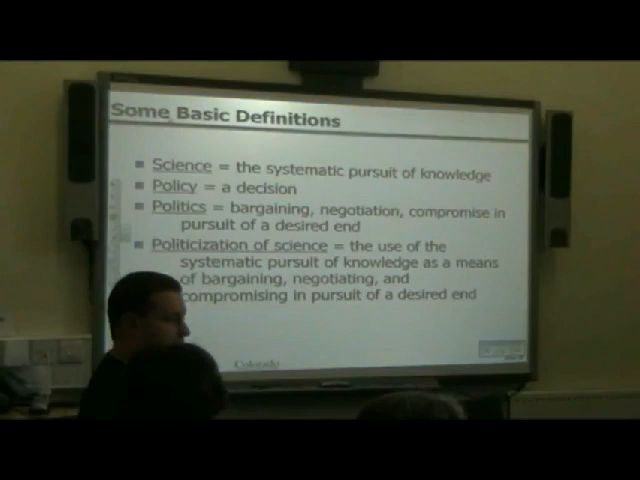 Some Basic Definitions
Science = the systematic pursuit of knowledge
Policy = a decision
Politics = bargaining, negotiation, compromise in
pursuit of a desired end
Politicization of science = the use of the
systematic pursuit of knowledge as a means
of bargaining, negotiating, and
compromising in pursuit of a desired end
Colorado